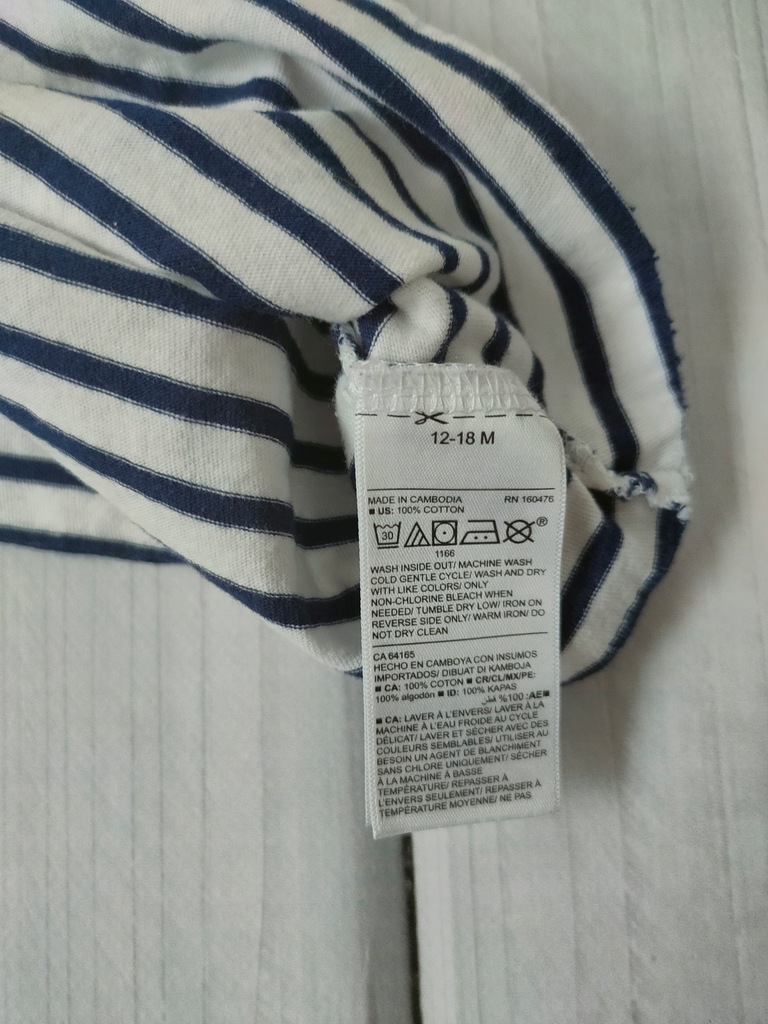 12-18 M
MADE IN CAMBODIA RN 160476
■ US: 100% COTTON
30 ®
1166
WASH INSIDE OUT/ MACHINE WASH
COLD GENTLE CYCLE/ WASH AND DRY
WITH LIKE COLORS/ ONLY
NON-CHLORINE BLEACH WHEN
NEEDED/ TUMBLE DRY LOW/ IRON ON
REVERSE SIDE ONLY/ WARM IRON/ DO
NOT DRY CLEAN
CA 64165
HECHO EN CAMBOYA CON INSUMOS
IMPORTADOS/ DIBUAT DI KAMBOJA
■ CA: 100% COTON ■ CR/CL/MX/PE:
100% algodón ■ ID: 100% KAPAS
■AE: 100% قطن
■ CA: LAVER À L'ENVERS/ LAVER À LA
MACHINE À L'EAU FROIDE AU CYCLE
DÉLICAT/ LAVER ET SÉCHER AVEC DES
COULEURS SEMBLABLES/ UTILISER AU
BESOIN UN AGENT DE BLANCHIMENT
SANS CHLORE UNIQUEMENT/ SÉCHER
À LA MACHINE À BASSE
TEMPÉRATURE/ REPASSER À
L'ENVERS SEULEMENT/ REPASSER À
TEMPÉRATURE MOYENNE/ NE PAS